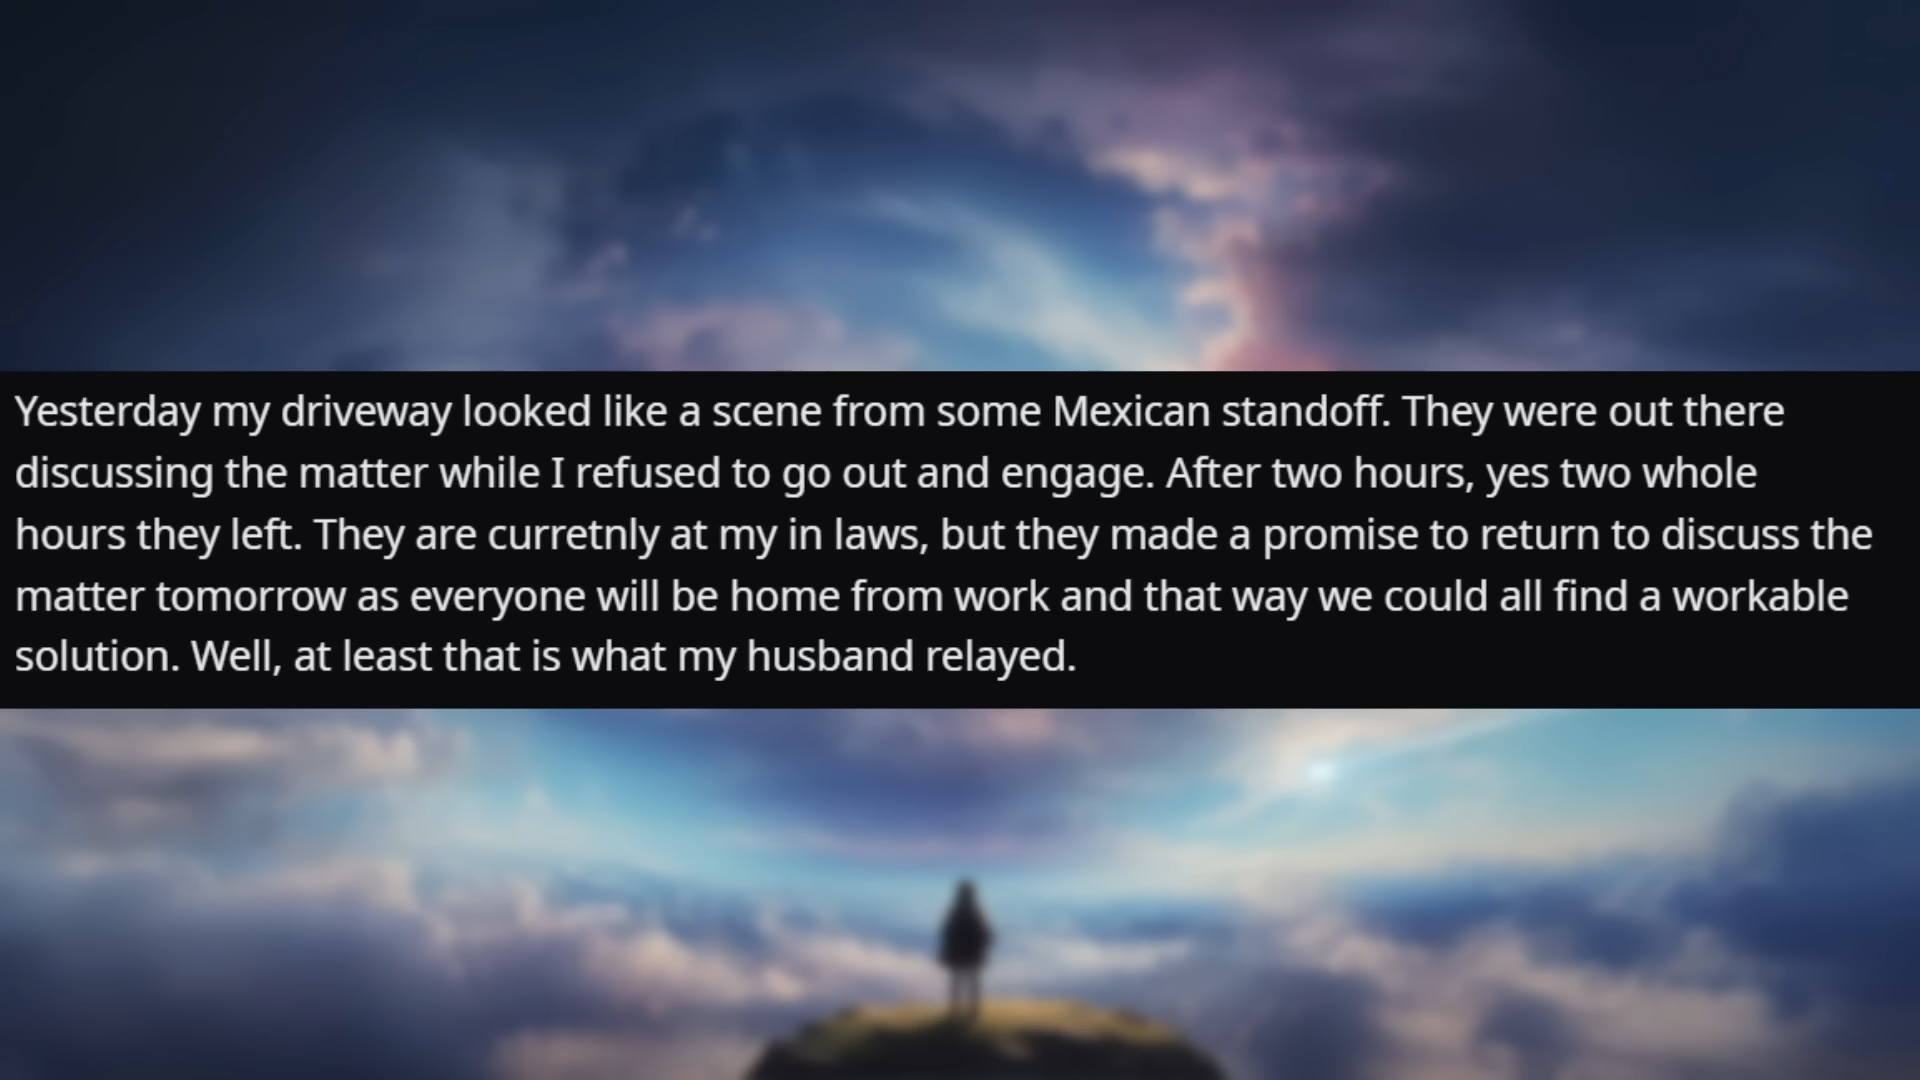 Yesterday my driveway looked like a scene from some Mexican standoff. They were out there
discussing the matter while I refused to go out and engage. After two hours, yes two whole
hours they left. They are curretnly at my in laws, but they made a promise to return to discuss the
matter tomorrow as everyone will be home from work and that way we could all find a workable
solution. Well, at least that is what my husband relayed.